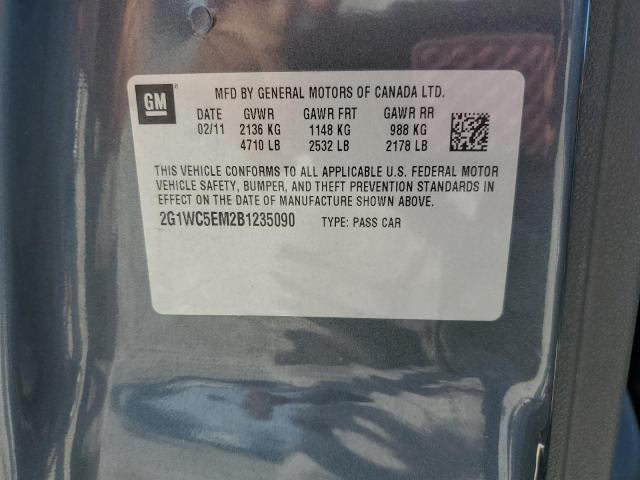 GM
MFD BY GENERAL MOTORS OF CANADA LTD.
DATE GVWR GAWR FRT GAWR RR
02/11 2136 KG 1148 KG 988 KG
4710 LB 2532 LB 2178 LB
THIS VEHICLE CONFORMS TO ALL APPLICABLE U.S. FEDERAL MOTOR
VEHICLE SAFETY, BUMPER, AND THEFT PREVENTION STANDARDS IN
EFFECT ON THE DATE OF MANUFACTURE SHOWN ABOVE.
2G1WC5EM2B1235090 TYPE: PASS CAR